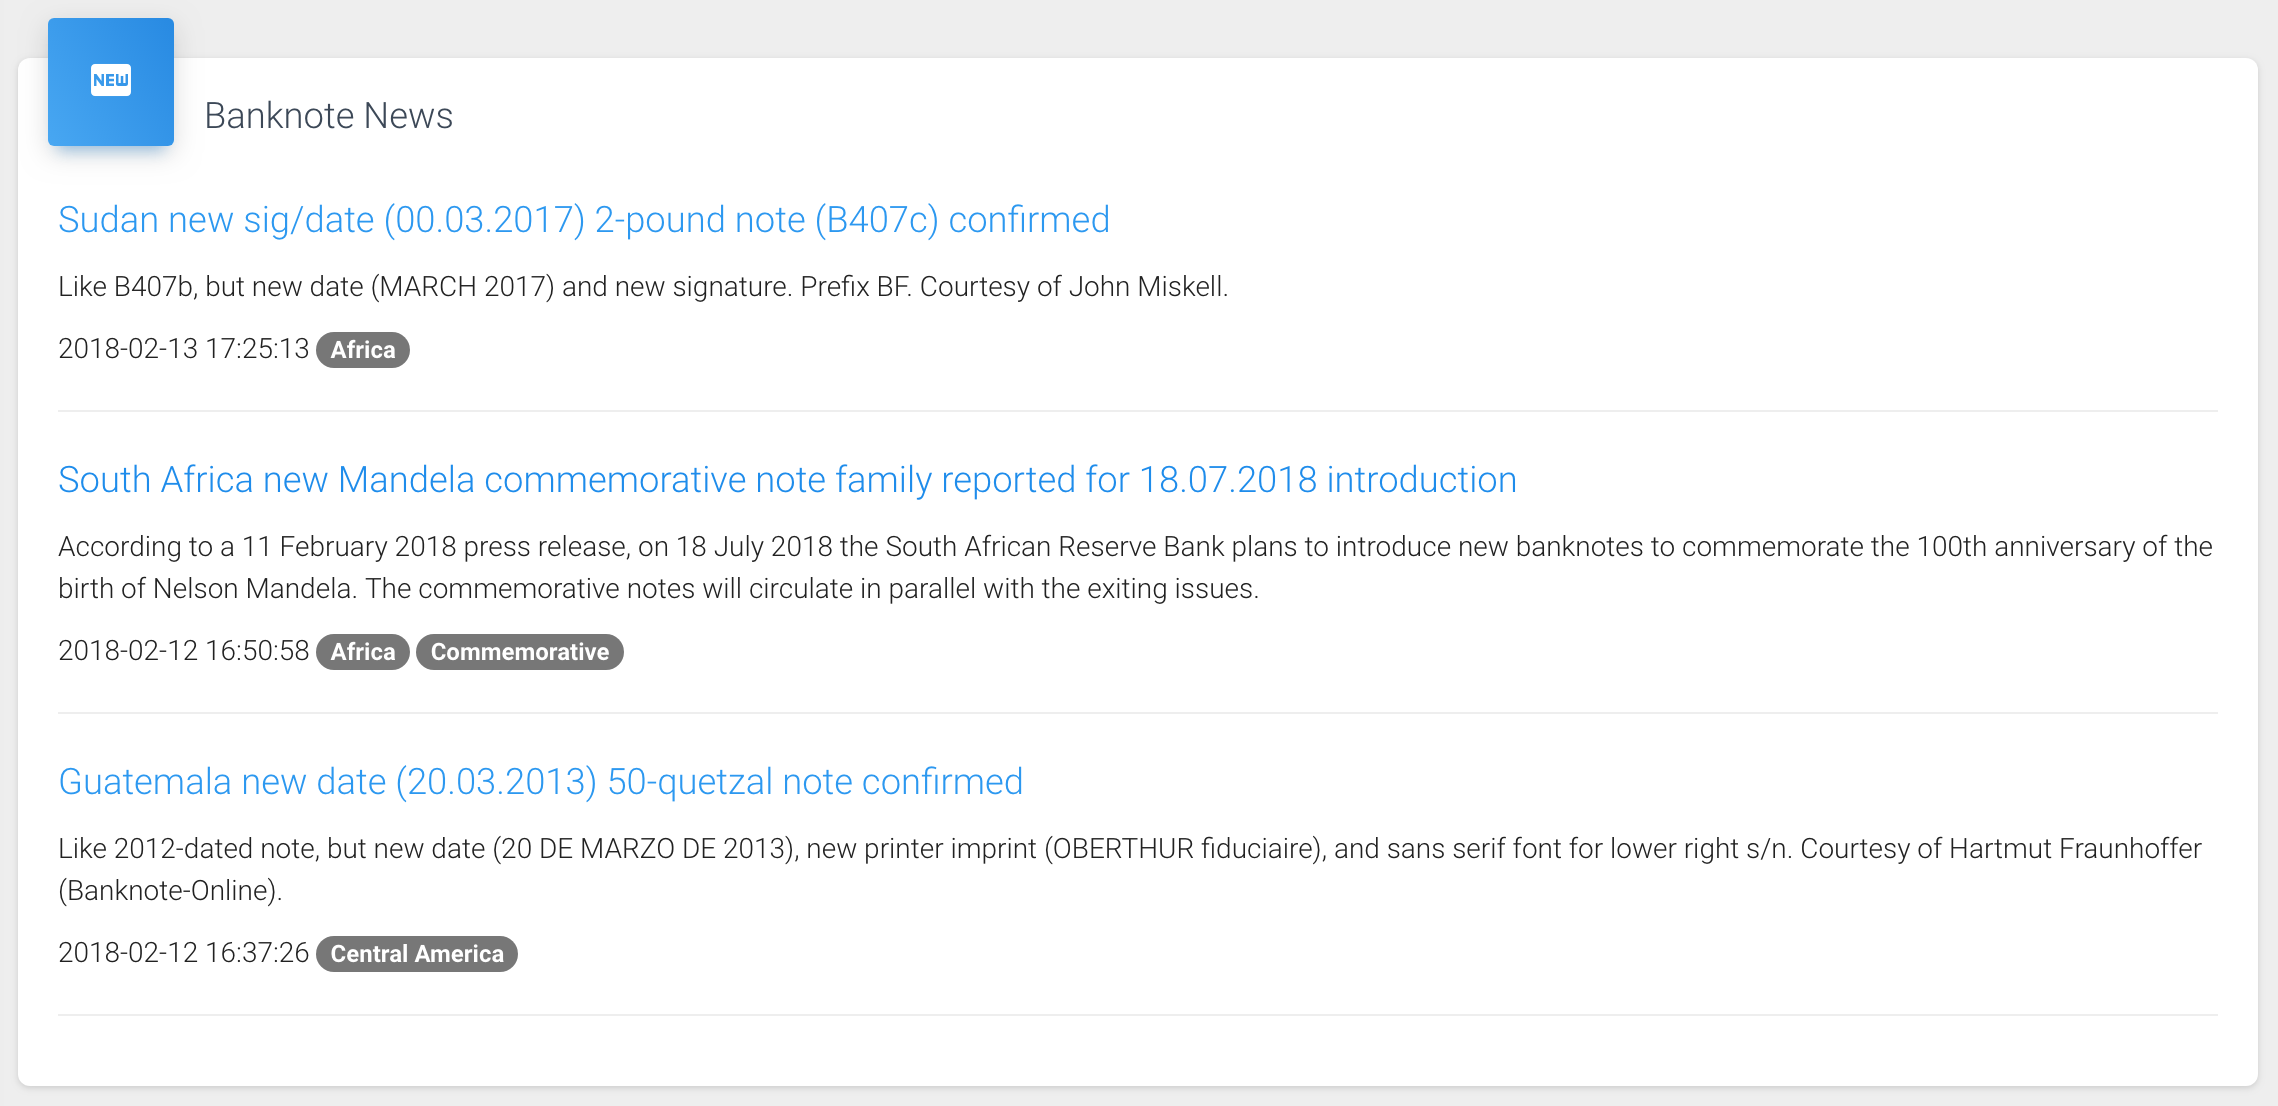 NEW
Banknote News
Sudan new sig/date (00.03.2017) 2-pound note (B407c) confirmed
Like B407b, but new date (MARCH 2017) and new signature. Prefix BF. Courtesy of John Miskell.
2018-02-13 17:25:13 Africa
South Africa new Mandela commemorative note family reported for 18.07.2018 introduction
According to a 11 February 2018 press release, on 18 July 2018 the South African Reserve Bank plans to introduce new banknotes to commemorate the 100th anniversary of the
birth of Nelson Mandela. The commemorative notes will circulate in parallel with the exiting issues.
2018-02-12 16:50:58 Africa Commemorative
Guatemala new date (20.03.2013) 50-quetzal note confirmed
Like 2012-dated note, but new date (20 DE MARZO DE 2013), new printer imprint (OBERTHUR fiduciaire), and sans serif font for lower right s/n. Courtesy of Hartmut Fraunhoffer
(Banknote-Online).
2018-02-12 16:37:26 Central America